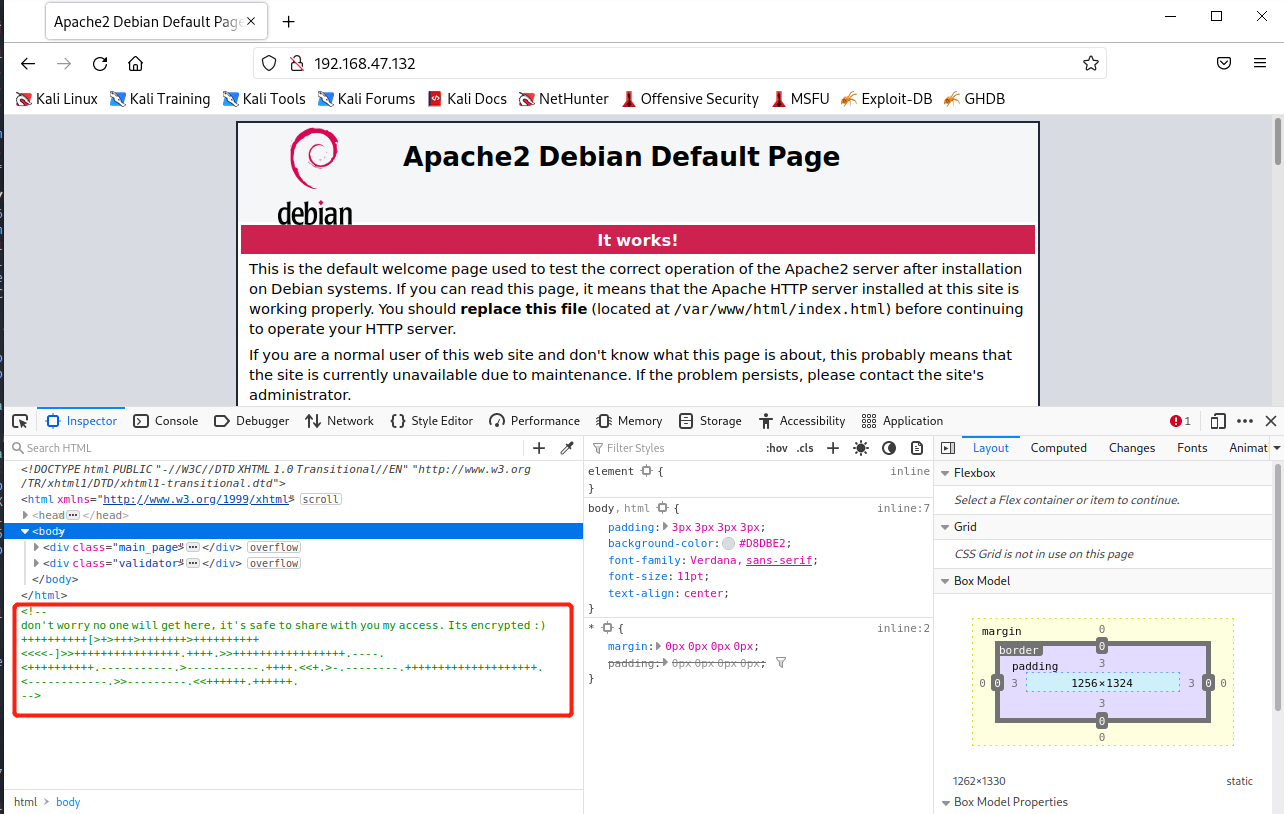 Apache2 Debian Default Page
192.168.47.132
Kali Linux Kali Training Kali Tools Kali Forums Kali Docs NetHunter Offensive Security MSFU Exploit-DB GHDB
debian
Apache2 Debian Default Page
It works!
This is the default welcome page used to test the correct operation of the Apache2 server after installation
on Debian systems. If you can read this page, it means that the Apache HTTP server installed at this site is
working properly. You should replace this file (located at /var/www/html/index.html) before continuing
to operate your HTTP server.
If you are a normal user of this web site and don't know what this page is about, this probably means that
the site is currently unavailable due to maintenance. If the problem persists, please contact the site's
administrator.
Inspector Console Debugger Network Style Editor Performance Memory Storage Accessibility Application 1
Search HTML
<!DOCTYPE html PUBLIC "-//W3C//DTD XHTML 1.0 Transitional//EN" "http://www.w3.org
/TR/xhtml1/DTD/xhtml1-transitional.dtd">
<html xmlns="http://www.w3.org/1999/xhtml" scroll
<head ··· </head>
<body
<div class="main_page" ··· </div> overflow
<div class="validator" ··· </div> overflow
</body>
</html>
<!--
don't worry no one will get here, it's safe to share with you my access. Its encrypted :)
++++++++++[>+>+++>+++++++>++++++++++
<<<<-]>>++++++++++++++++.++++.>>+++++++++++++++++.----.
<++++++++++.-----------.>-----------.++++.<<+.>-.--------.++++++++++++++++++++.
<------------.>>---------.<<++++++.++++++.
-->
html > body
Filter Styles :hov .cls
element { inline
}
body, html { inline:7
padding: 3px 3px 3px 3px;
background-color: #D8DBE2;
font-family: Verdana, sans-serif;
font-size: 11pt;
text-align: center;
}
* { inline:2
margin: 0px 0px 0px 0px;
padding: 0px 0px 0px 0px;
}
Layout Computed Changes Fonts Animati
Flexbox
Select a Flex container or item to continue.
Grid
CSS Grid is not in use on this page
Box Model
margin 0
border 0
padding 3
0 0 3 1256×1324 3 0 0
3
0
0
1262×1330 static
Box Model Properties